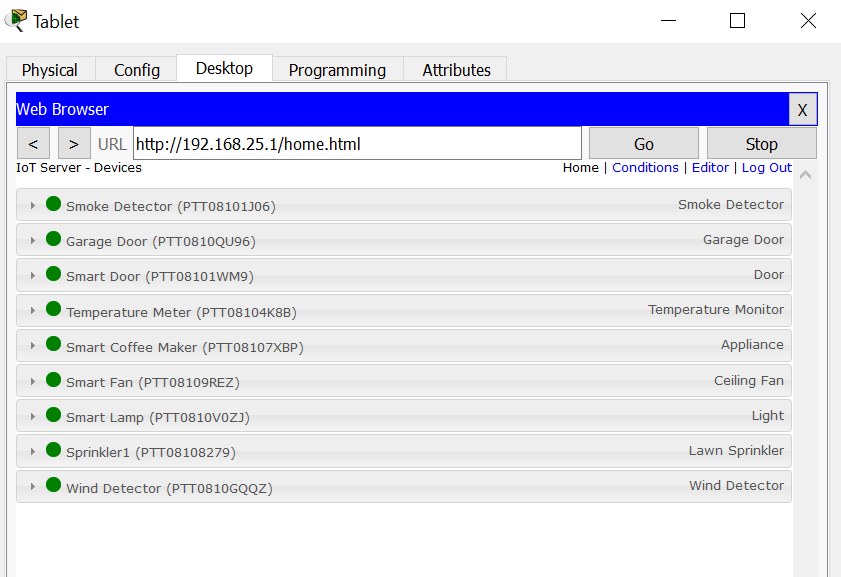 Tablet
Physical Config Desktop Programming Attributes
Web Browser X
< > URL http://192.168.25.1/home.html Go Stop
IoT Server - Devices Home | Conditions | Editor | Log Out
Smoke Detector (PTT08101J06) Smoke Detector
Garage Door (PTT0810QU96) Garage Door
Smart Door (PTT08101WM9) Door
Temperature Meter (PTT08104K8B) Temperature Monitor
Smart Coffee Maker (PTT08107XBP) Appliance
Smart Fan (PTT08109REZ) Ceiling Fan
Smart Lamp (PTT0810V0ZJ) Light
Sprinkler1 (PTT08108279) Lawn Sprinkler
Wind Detector (PTT0810GQQZ) Wind Detector